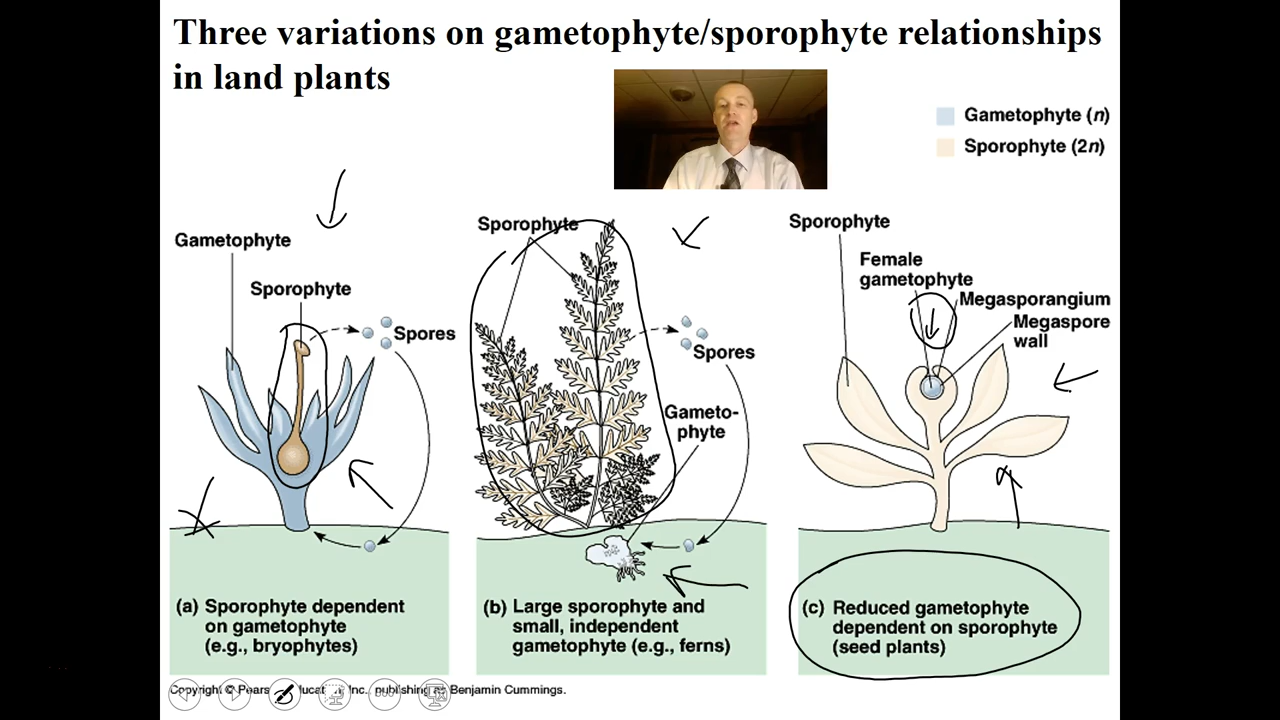 Three variations on gametophyte/sporophyte relationships
in land plants
Gametophyte (n)
Sporophyte (2n)
Gametophyte
Sporophyte
Spores
(a) Sporophyte dependent
on gametophyte
(e.g., bryophytes)
Sporophyte
Spores
Gameto-
phyte
(b) Large sporophyte and
small, independent
gametophyte (e.g., ferns)
Sporophyte
Female
gametophyte
Megasporangium
Megaspore
wall
(c) Reduced gametophyte
dependent on sporophyte
(seed plants)
Copyright © Pearson Education, Inc., publishing as Benjamin Cummings.